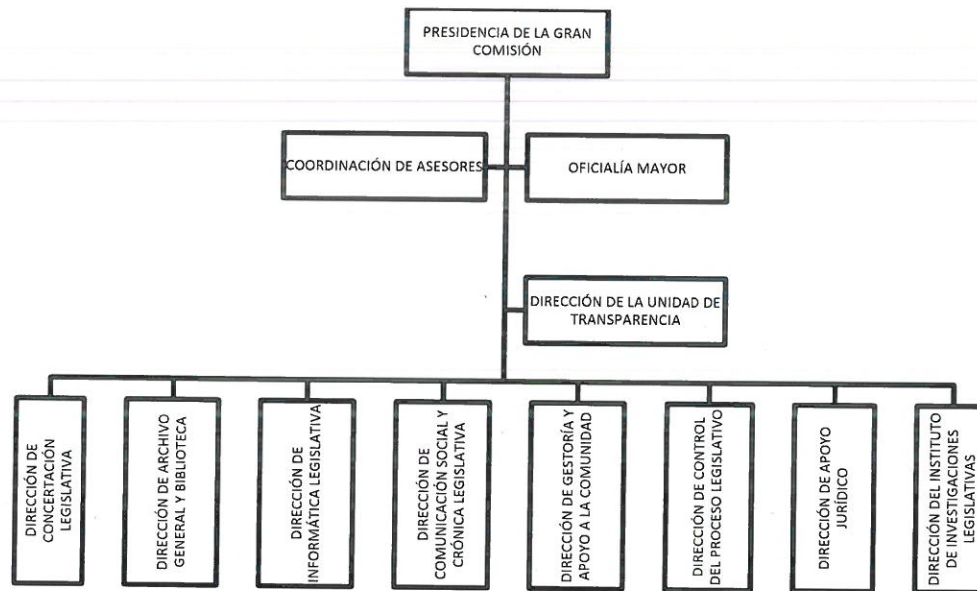 PRESIDENCIA DE LA GRAN
COMISIÓN
COORDINACIÓN DE ASESORES
OFICIALÍA MAYOR
DIRECCIÓN DE LA UNIDAD DE
TRANSPARENCIA
DIRECCIÓN DE
CONCERTACIÓN
LEGISLATIVA
DIRECCIÓN DE ARCHIVO
GENERAL Y BIBLIOTECA
DIRECCIÓN DE
INFORMÁTICA LEGISLATIVA
DIRECCIÓN DE
COMUNICACIÓN SOCIAL Y
CRÓNICA LEGISLATIVA
DIRECCIÓN DE GESTORÍA Y
APOYO A LA COMUNIDAD
DIRECCIÓN DE CONTROL
DEL PROCESO LEGISLATIVO
DIRECCIÓN DE APOYO
JURÍDICO
DIRECCIÓN DEL INSTITUTO
DE INVESTIGACIONES
LEGISLATIVAS